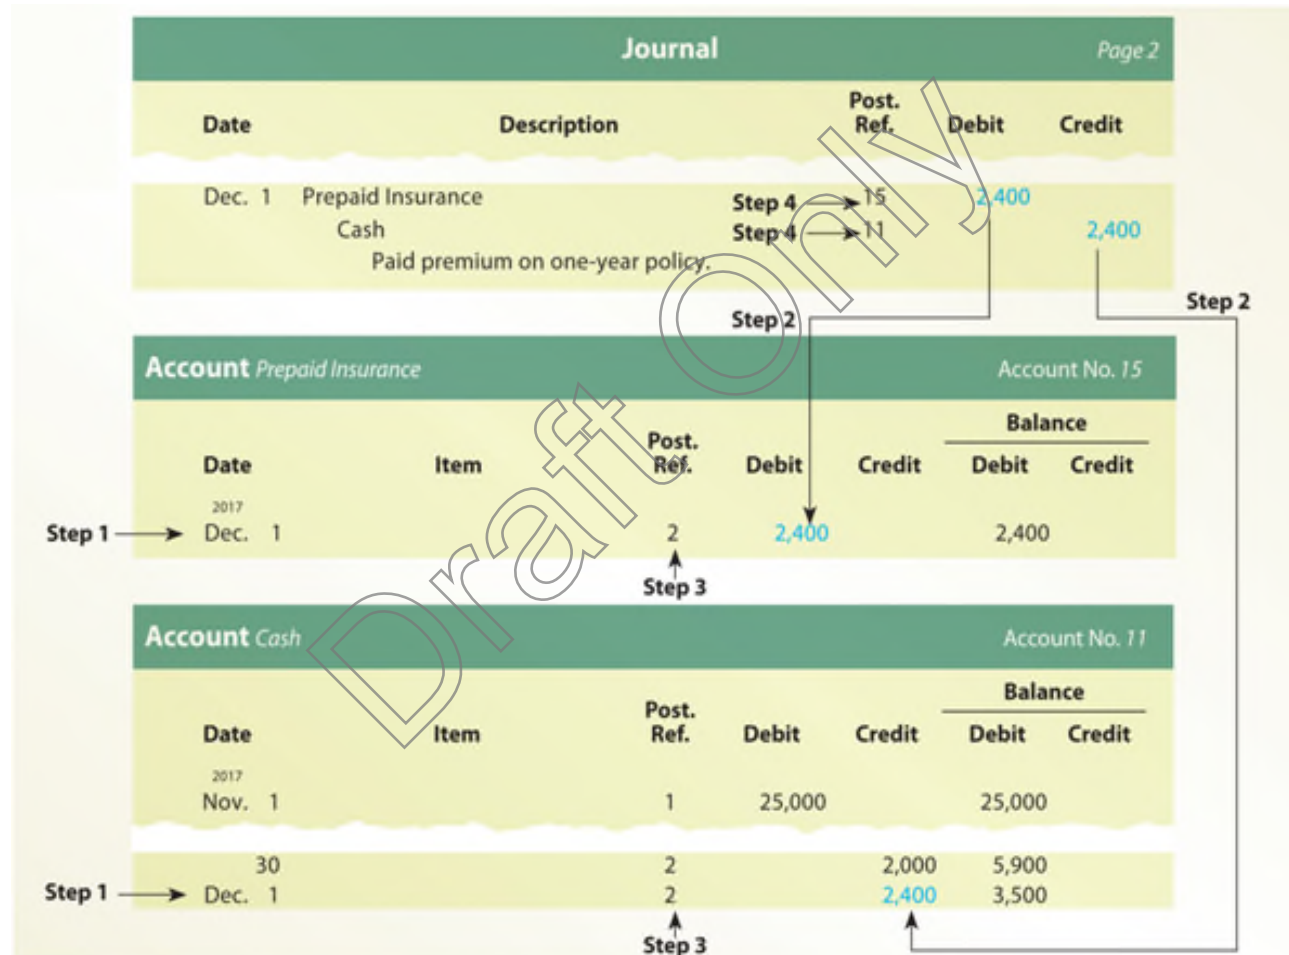 Journal Page 2
Post.
Date Description Ref. Debit Credit
Dec. 1 Prepaid Insurance Step 4 15 2,400
Cash Step 4 11 2,400
Paid premium on one-year policy.
Step 2
Step 2
Account Prepaid Insurance Account No. 15
Balance
Post.
Date Item Ref. Debit Credit Debit Credit
2017
Step 1 Dec. 1 2 2,400 2,400
Step 3
Account Cash Account No. 11
Balance
Post.
Date Item Ref. Debit Credit Debit Credit
2017
Nov. 1 1 25,000 25,000
30 2 2,000 5,900
Step 1 Dec. 1 2 2,400 3,500
Step 3
Draft Only